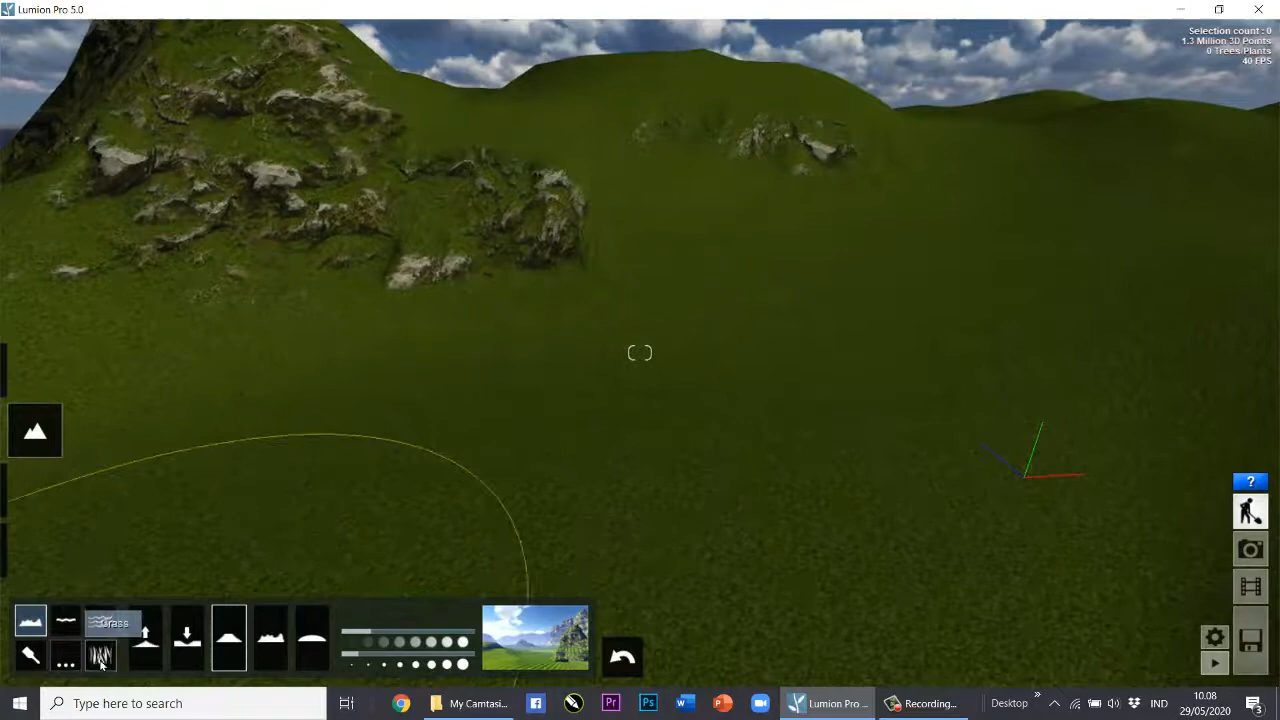 Lumion Pro 5.0
Selection count : 0
1.3 Million 3D Points
0 Trees/Plants
40 FPS
?
Grass
Type here to search
My Camtasi...
Lumion Pro ...
Recording...
Desktop
IND
10.08
29/05/2020
3